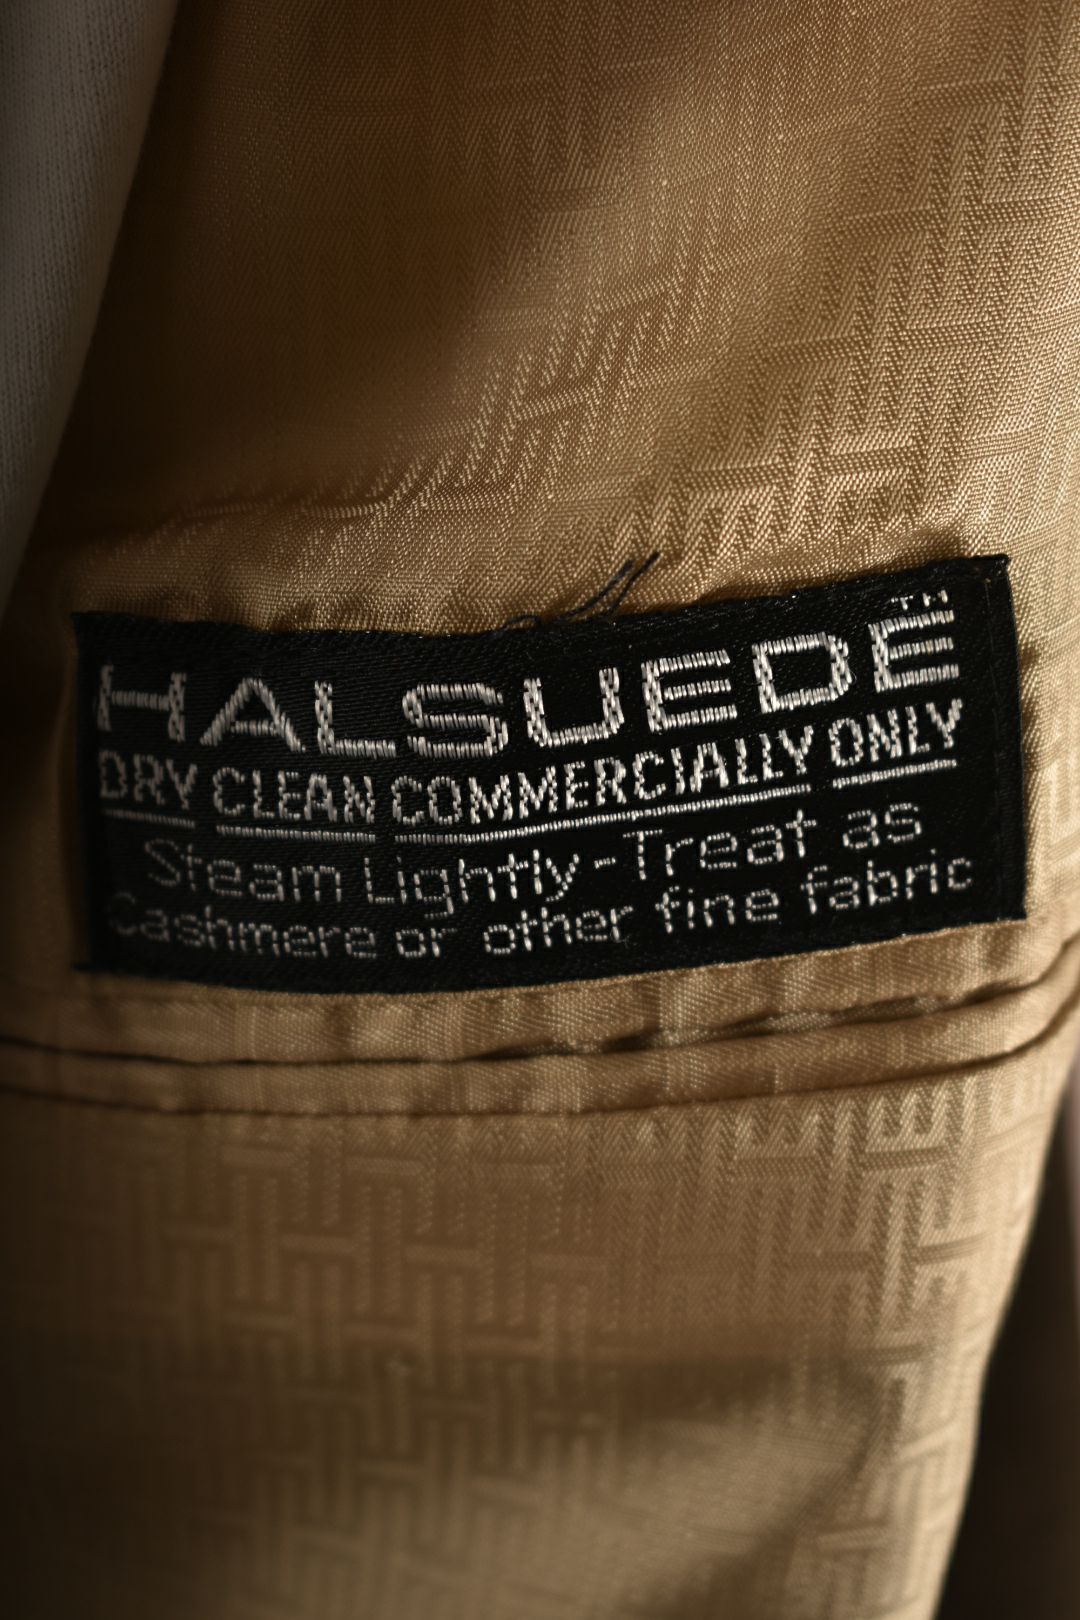 HALSUEDE™
DRY CLEAN COMMERCIALLY ONLY
Steam Lightly-Treat as
Cashmere or other fine fabric